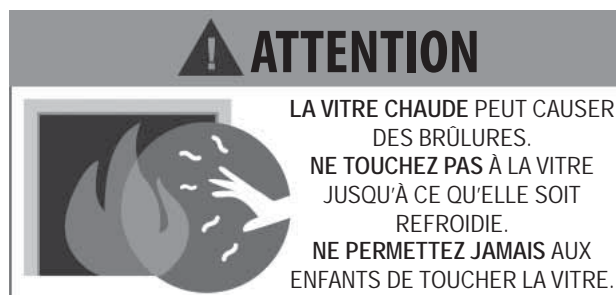 ATTENTION
LA VITRE CHAUDE PEUT CAUSER
DES BRÛLURES.
NE TOUCHEZ PAS À LA VITRE
JUSQU'À CE QU'ELLE SOIT
REFROIDIE.
NE PERMETTEZ JAMAIS AUX
ENFANTS DE TOUCHER LA VITRE.